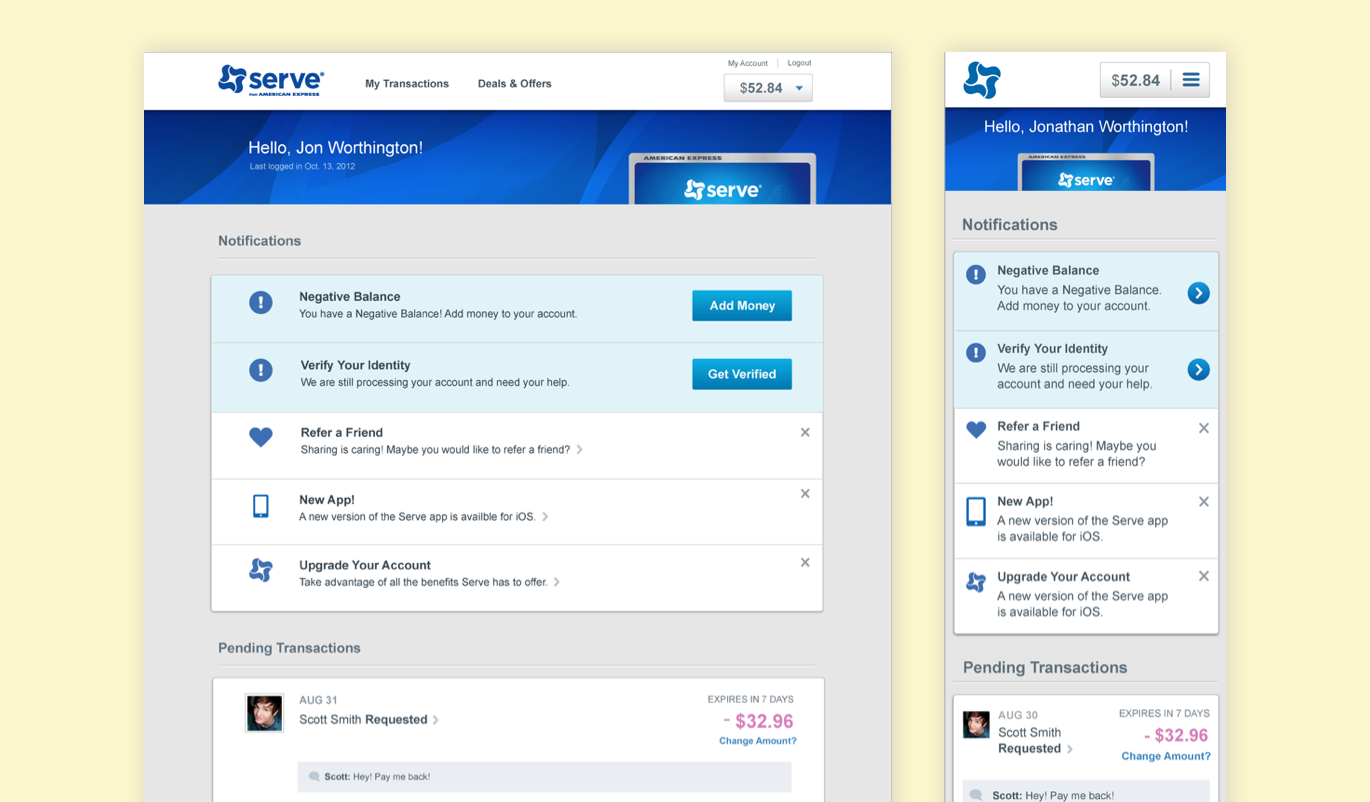 serve
from AMERICAN EXPRESS
My Transactions
Deals & Offers
My Account
Logout
$52.84
Hello, Jon Worthington!
Last logged in Oct. 13, 2012
AMERICAN EXPRESS
serve
Notifications
Negative Balance
You have a Negative Balance! Add money to your account.
Add Money
Verify Your Identity
We are still processing your account and need your help.
Get Verified
Refer a Friend
Sharing is caring! Maybe you would like to refer a friend?
New App!
A new version of the Serve app is availble for iOS.
Upgrade Your Account
Take advantage of all the benefits Serve has to offer.
Pending Transactions
AUG 31
Scott Smith Requested
EXPIRES IN 7 DAYS
- $32.96
Change Amount?
Scott: Hey! Pay me back!
$52.84
Hello, Jonathan Worthington!
AMERICAN EXPRESS
serve
Notifications
Negative Balance
You have a Negative Balance.
Add money to your account.
Verify Your Identity
We are still processing your
account and need your help.
Refer a Friend
Sharing is caring! Maybe you
would like to refer a friend?
New App!
A new version of the Serve app
is available for iOS.
Upgrade Your Account
A new version of the Serve app
is available for iOS.
Pending Transactions
AUG 30
Scott Smith
Requested
EXPIRES IN 7 DAYS
- $32.96
Change Amount?
Scott: Hey! Pay me back!